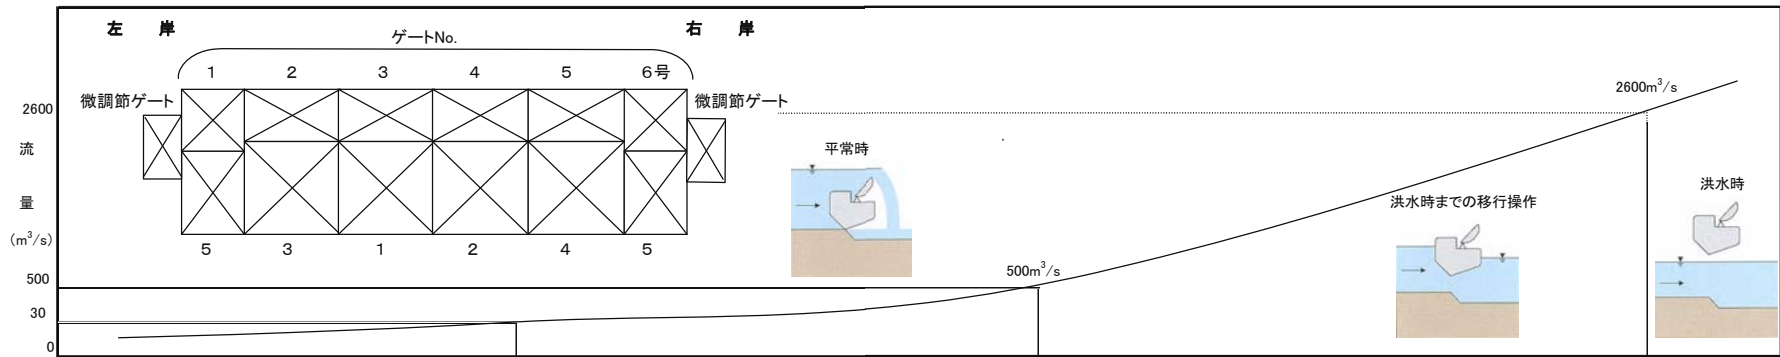 左　岸
右　岸
ゲートNo.
1 2 3 4 5 6号
微調節ゲート
微調節ゲート
5 3 1 2 4 5
2600
流
量
(m³/s)
500
30
0
平常時
500m³/s
洪水時までの移行操作
2600m³/s
洪水時